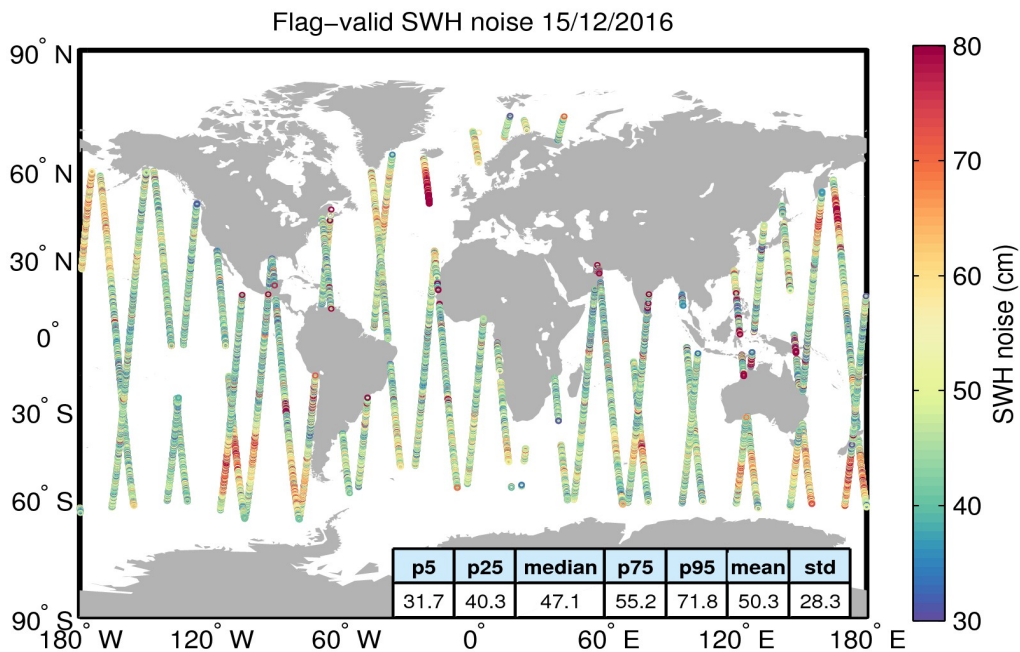 Flag−valid SWH noise 15/12/2016
90° N
60° N
30° N
0°
30° S
60° S
90° S
180° W
120° W
60° W
0°
60° E
120° E
180° E
p5 p25 median p75 p95 mean std
31.7 40.3 47.1 55.2 71.8 50.3 28.3
80
70
60
50
40
30
SWH noise (cm)